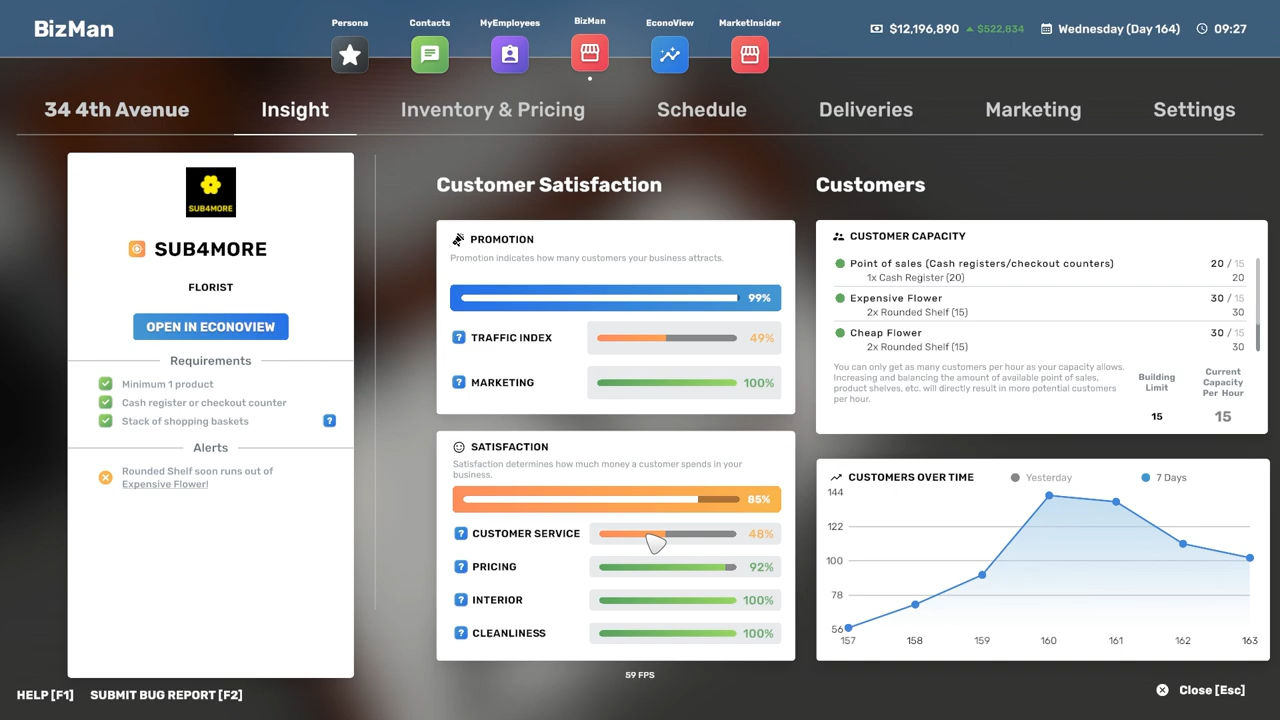 BizMan
Persona
Contacts
MyEmployees
BizMan
EconoView
MarketInsider
$12,196,890 $522,834
Wednesday (Day 164)
09:27
34 4th Avenue
Insight
Inventory & Pricing
Schedule
Deliveries
Marketing
Settings
SUB4MORE
SUB4MORE
FLORIST
OPEN IN ECONOVIEW
Requirements
Minimum 1 product
Cash register or checkout counter
Stack of shopping baskets ?
Alerts
Rounded Shelf soon runs out of
Expensive Flower!
Customer Satisfaction
PROMOTION
Promotion indicates how many customers your business attracts.
99%
? TRAFFIC INDEX 49%
? MARKETING 100%
SATISFACTION
Satisfaction determines how much money a customer spends in your
business.
85%
? CUSTOMER SERVICE 48%
? PRICING 92%
? INTERIOR 100%
? CLEANLINESS 100%
Customers
CUSTOMER CAPACITY
Point of sales (Cash registers/checkout counters) 20 / 15
1x Cash Register (20) 20
Expensive Flower 30 / 15
2x Rounded Shelf (15) 30
Cheap Flower 30 / 15
2x Rounded Shelf (15) 30
You can only get as many customers per hour as your capacity allows.
Increasing and balancing the amount of available point of sales,
product shelves, etc. will directly result in more potential customers
per hour.
Building
Limit
15
Current
Capacity
Per Hour
15
CUSTOMERS OVER TIME
Yesterday
7 Days
144
122
100
78
56
157 158 159 160 161 162 163
59 FPS
HELP [F1]
SUBMIT BUG REPORT [F2]
Close [Esc]